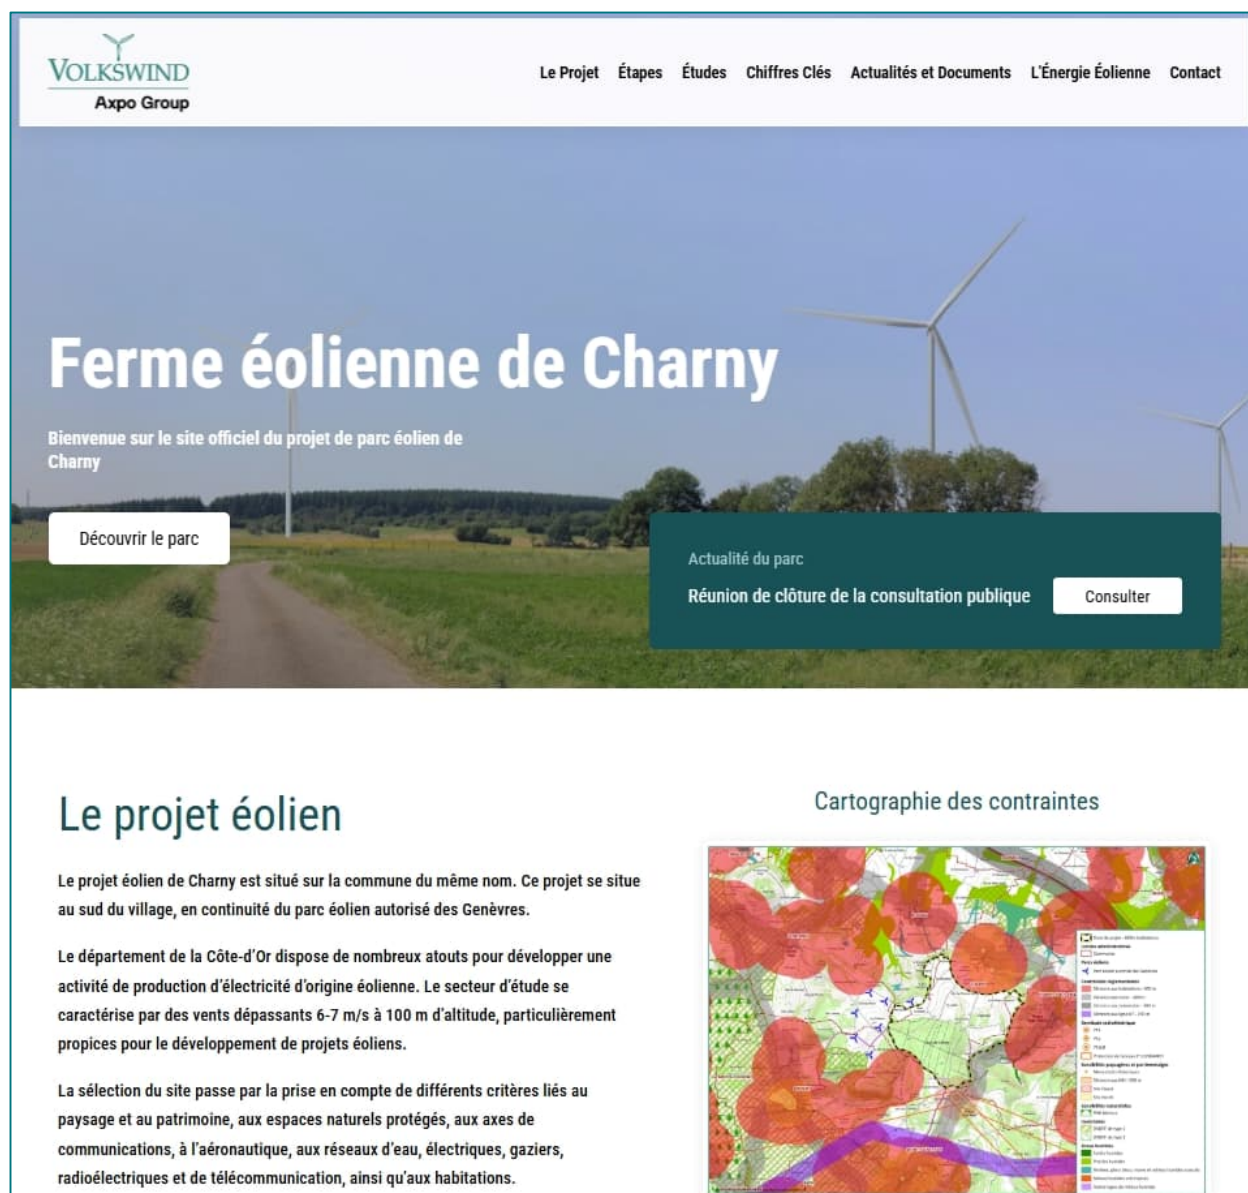 VOLKSWIND
Axpo Group
Le Projet Étapes Études Chiffres Clés Actualités et Documents L'Énergie Éolienne Contact
Ferme éolienne de Charny
Bienvenue sur le site officiel du projet de parc éolien de
Charny
Découvrir le parc
Actualité du parc
Réunion de clôture de la consultation publique
Consulter
Le projet éolien
Le projet éolien de Charny est situé sur la commune du même nom. Ce projet se situe
au sud du village, en continuité du parc éolien autorisé des Genèvres.
Le département de la Côte-d'Or dispose de nombreux atouts pour développer une
activité de production d'électricité d'origine éolienne. Le secteur d'étude se
caractérise par des vents dépassants 6-7 m/s à 100 m d'altitude, particulièrement
propices pour le développement de projets éoliens.
La sélection du site passe par la prise en compte de différents critères liés au
paysage et au patrimoine, aux espaces naturels protégés, aux axes de
communications, à l'aéronautique, aux réseaux d'eau, électriques, gaziers,
radioélectriques et de télécommunication, ainsi qu'aux habitations.
Cartographie des contraintes